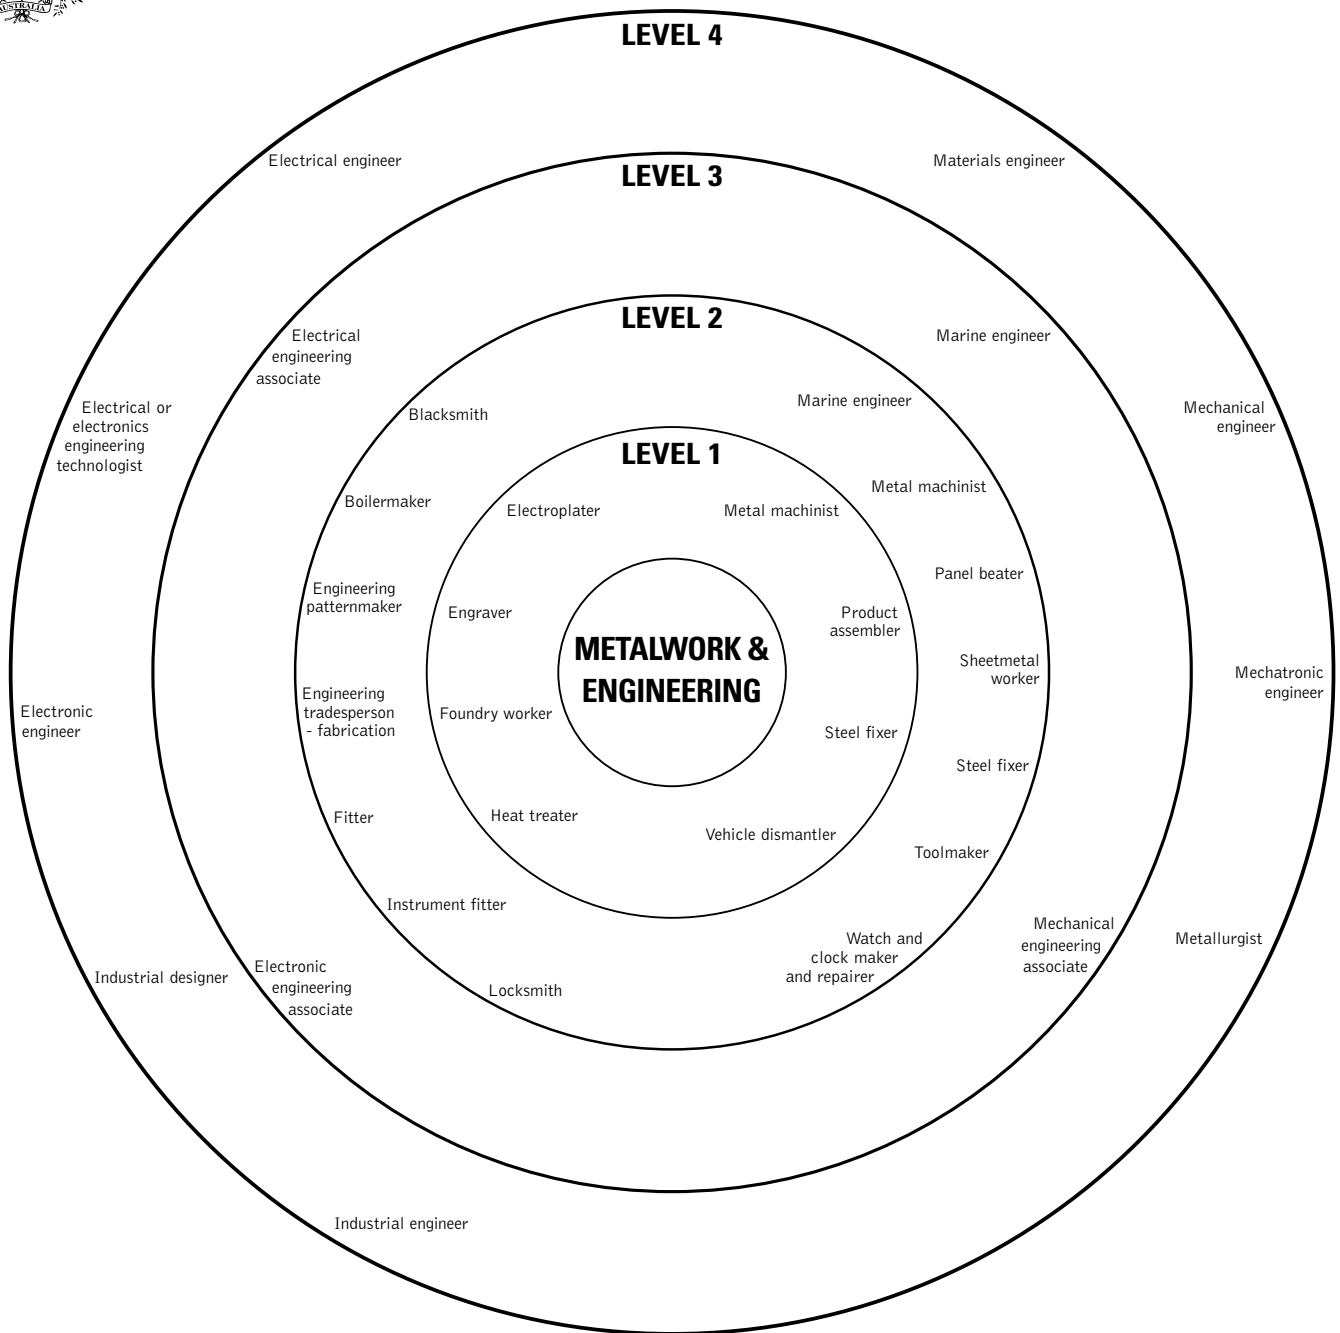 AUSTRALIA
LEVEL 4
Electrical engineer
Materials engineer
LEVEL 3
LEVEL 2
Electrical
engineering
associate
Marine engineer
Electrical or
electronics
engineering
technologist
Blacksmith
Marine engineer
Mechanical
engineer
LEVEL 1
Boilermaker
Electroplater
Metal machinist
Metal machinist
Engineering
patternmaker
Engraver
Product
assembler
Panel beater
METALWORK &
ENGINEERING
Sheetmetal
worker
Mechatronic
engineer
Electronic
engineer
Engineering
tradesperson
- fabrication
Foundry worker
Steel fixer
Steel fixer
Fitter
Heat treater
Vehicle dismantler
Toolmaker
Instrument fitter
Watch and
clock maker
and repairer
Mechanical
engineering
associate
Metallurgist
Industrial designer
Electronic
engineering
associate
Locksmith
Industrial engineer